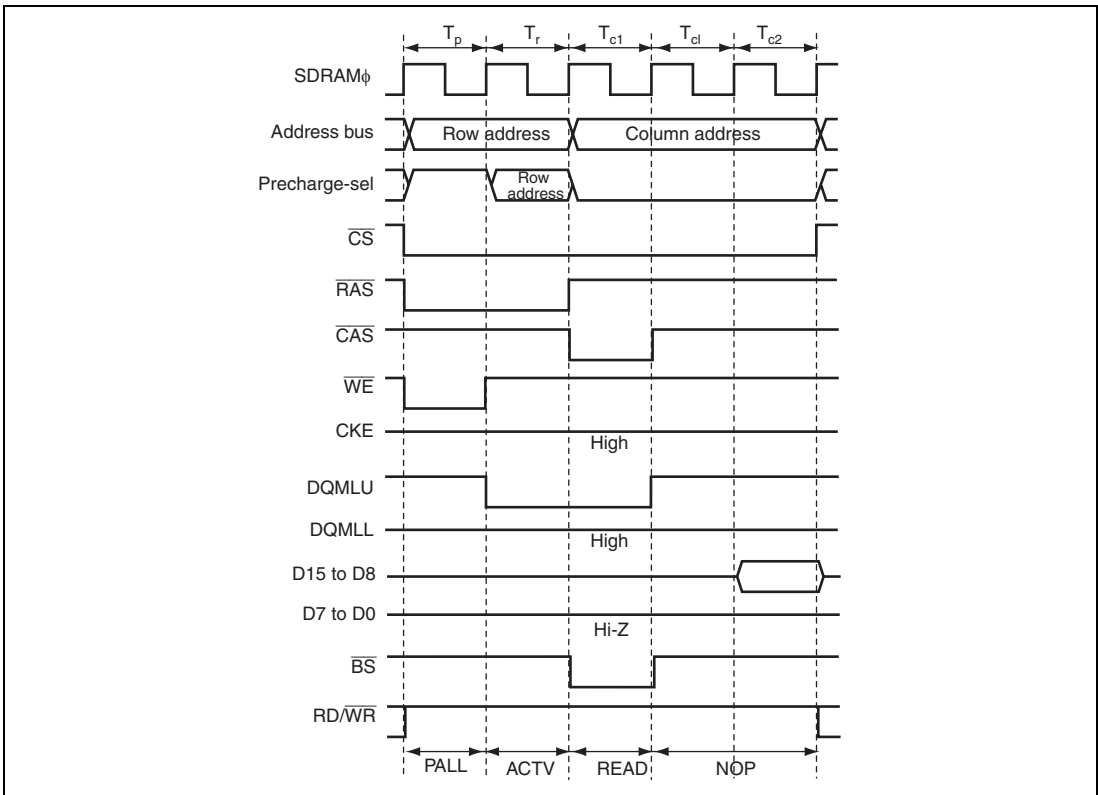 Tp Tr Tc1 Tcl Tc2
SDRAMφ
Address bus Row address Column address
Precharge-sel Row address
CS
RAS
CAS
WE
CKE High
DQMLU
DQMLL High
D15 to D8
D7 to D0 Hi-Z
BS
RD/WR
PALL ACTV READ NOP